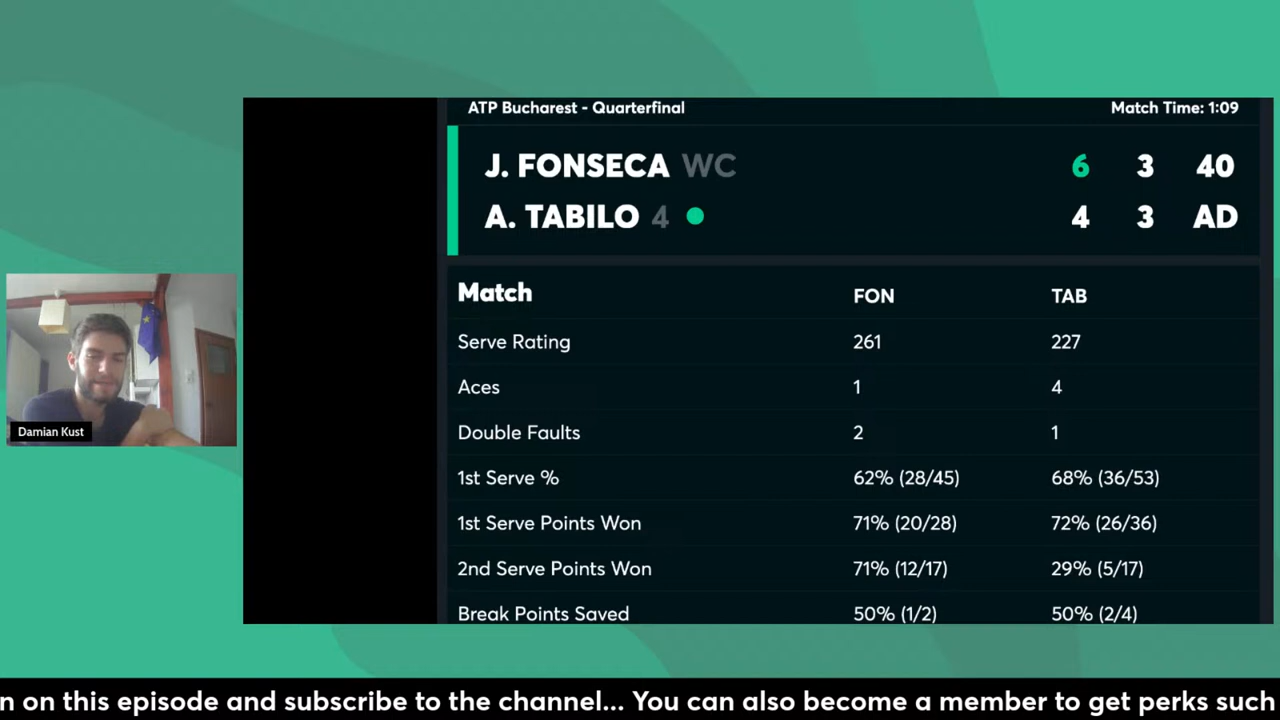 ATP Bucharest - Quarterfinal Match Time: 1:09
J. FONSECA WC 6 3 40
A. TABILO 4 4 3 AD
Match FON TAB
Serve Rating 261 227
Aces 1 4
Double Faults 2 1
1st Serve % 62% (28/45) 68% (36/53)
1st Serve Points Won 71% (20/28) 72% (26/36)
2nd Serve Points Won 71% (12/17) 29% (5/17)
Break Points Saved 50% (1/2) 50% (2/4)
Damian Kust
n on this episode and subscribe to the channel... You can also become a member to get perks such